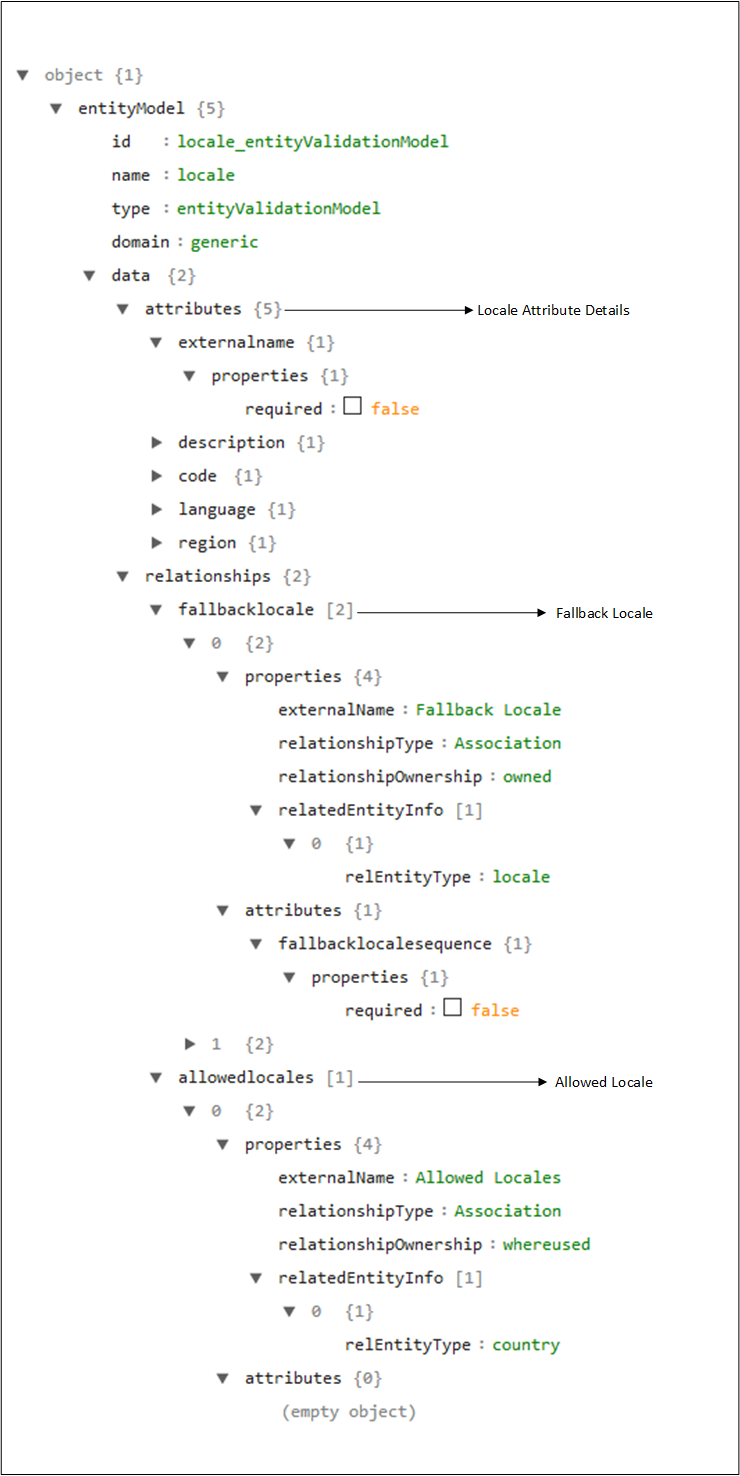 object {1}
entityModel {5}
id : locale_entityValidationModel
name : locale
type : entityValidationModel
domain : generic
data {2}
attributes {5} Locale Attribute Details
externalname {1}
properties {1}
required : false
description {1}
code {1}
language {1}
region {1}
relationships {2}
fallbacklocale [2] Fallback Locale
0 {2}
properties {4}
externalName : Fallback Locale
relationshipType : Association
relationshipOwnership : owned
relatedEntityInfo [1]
0 {1}
relEntityType : locale
attributes {1}
fallbacklocalesequence {1}
properties {1}
required : false
1 {2}
allowedlocales [1] Allowed Locale
0 {2}
properties {4}
externalName : Allowed Locales
relationshipType : Association
relationshipOwnership : whereused
relatedEntityInfo [1]
0 {1}
relEntityType : country
attributes {0}
(empty object)